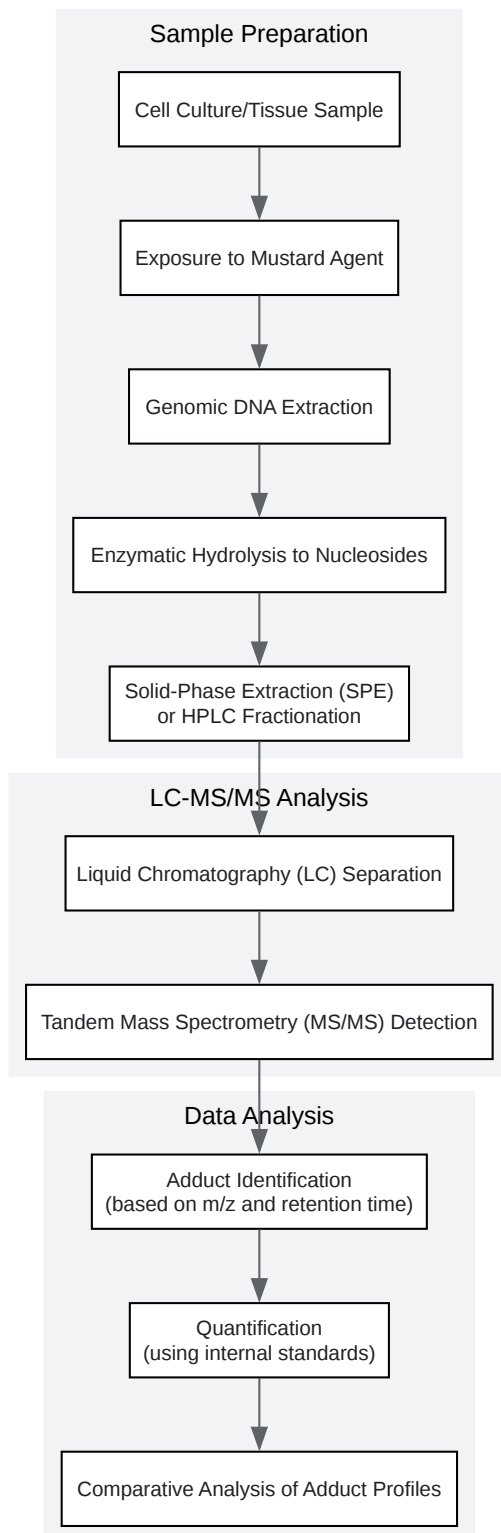 Sample Preparation
Cell Culture/Tissue Sample
Exposure to Mustard Agent
Genomic DNA Extraction
Enzymatic Hydrolysis to Nucleosides
Solid-Phase Extraction (SPE)
or HPLC Fractionation
LC-MS/MS Analysis
Liquid Chromatography (LC) Separation
Tandem Mass Spectrometry (MS/MS) Detection
Data Analysis
Adduct Identification
(based on m/z and retention time)
Quantification
(using internal standards)
Comparative Analysis of Adduct Profiles